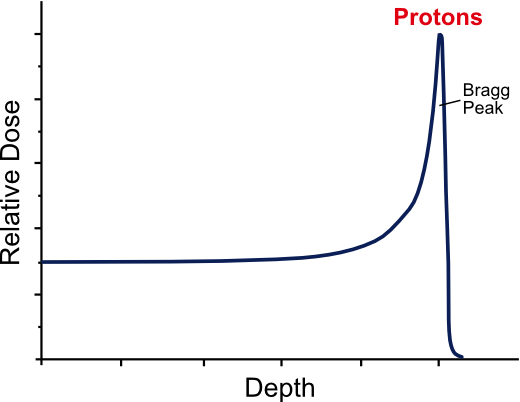 Protons
Bragg
Peak
Relative Dose
Depth